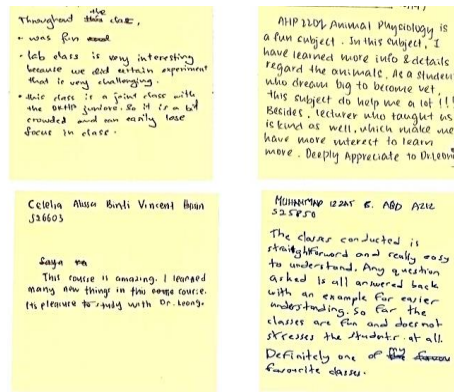 Throughout the this class,
• was fun
• lab class is very interesting
because we did certain experiment
that is very challenging.
• this class is a joint class with
the DKHP juniors. So it is a bit
crowded and can easily lose
focus in class.
AHP 2202 Animal Physiology is
a fun subject. In this subject, I
have learned more info & details
regard the animals. As a student
who dream big to become vet,
this subject do help me a lot !!!
Besides, lecturer who taught us
is kind as well, which make me
have more interest to learn
more. Deeply Appreciate to Dr. Leong
Celelia Alissa Binti Vincent
S26603
Saya
This course is amazing. I learned
many new things in this course.
Its pleasure to study with Dr. Leong.
MUHAMMAD IZZAT B. ABD AZIZ
S25850
The classes conducted is
straightforward and really easy
to understand. Any question
asked is all answered back
with an example for easier
understanding. So far the
classes are fun and does not
stresses the students at all.
Definitely one of my
favourite classes.